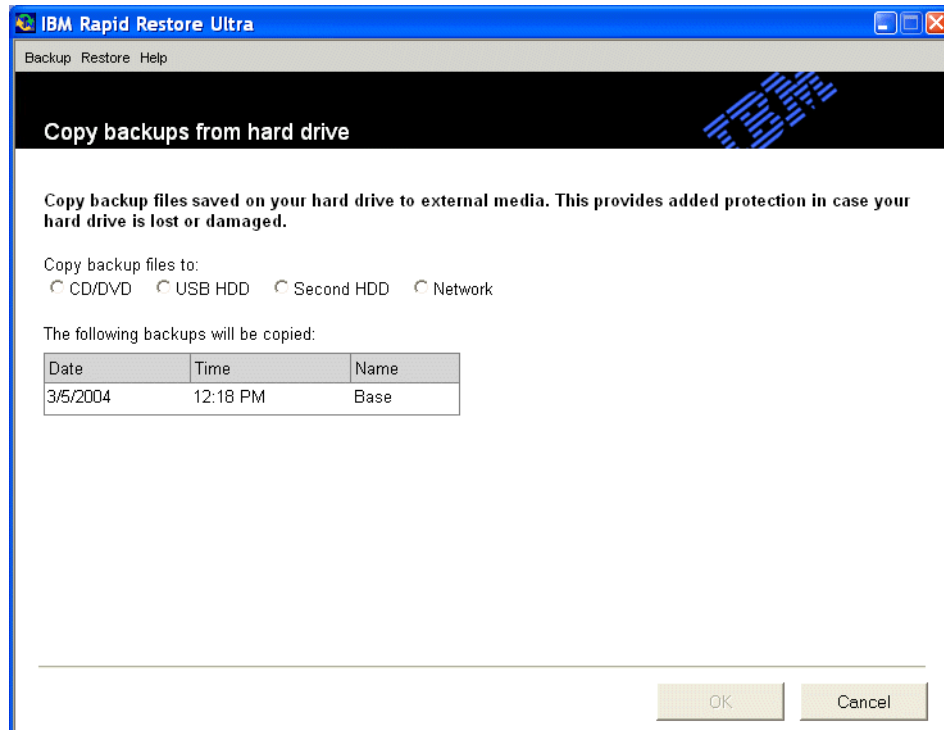 IBM Rapid Restore Ultra
Backup Restore Help
IBM
Copy backups from hard drive
Copy backup files saved on your hard drive to external media. This provides added protection in case your
hard drive is lost or damaged.
Copy backup files to:
CD/DVD USB HDD Second HDD Network
The following backups will be copied:
Date Time Name
3/5/2004 12:18 PM Base
OK Cancel